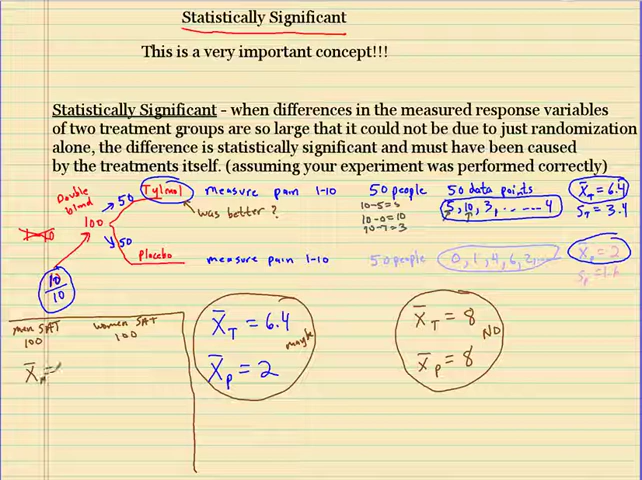 Statistically Significant
This is a very important concept!!!
Statistically Significant - when differences in the measured response variables
of two treatment groups are so large that it could not be due to just randomization
alone, the difference is statistically significant and must have been caused
by the treatments itself. (assuming your experiment was performed correctly)
Double blind
100
50
Tylnol
measure pain 1-10
50 people
50 data points
X̄T = 6.4
was better?
10-5=5
10-0=10
10-7=3
5, 10, 3, . . . . . . 4
ST = 3.4
50
Placebo
measure pain 1-10
50 people
0, 1, 4, 6, 2, ...
X̄P = 2
SP = 1.6
10/10
men SAT
100
women SAT
100
X̄T = 6.4
X̄P = 2
maybe
X̄T = 8
X̄P = 8
NO